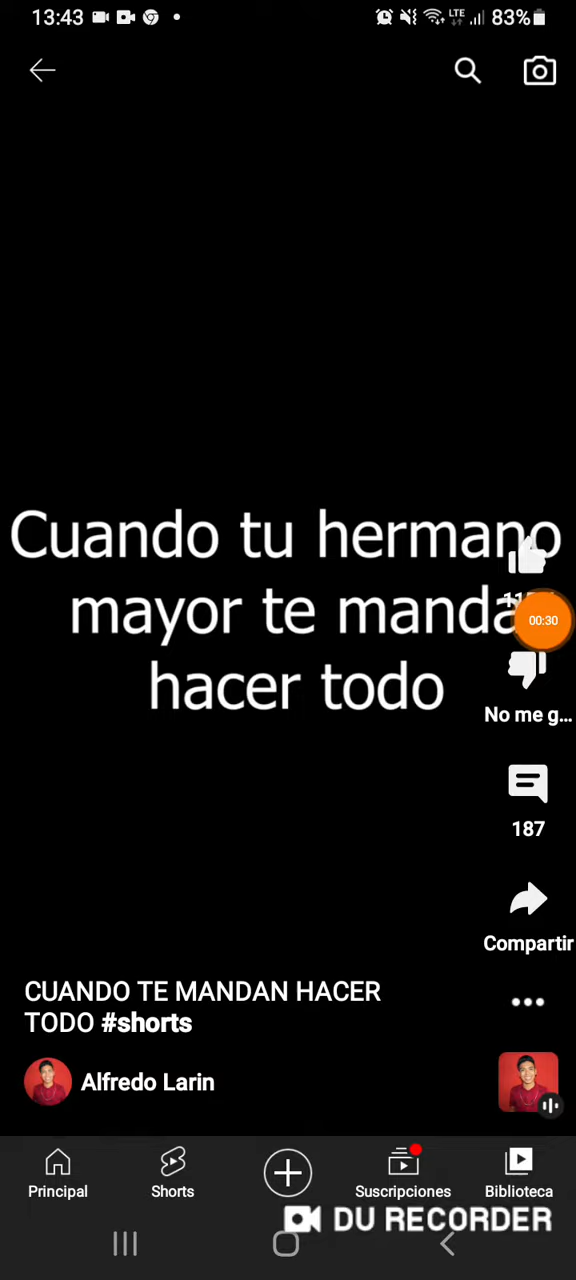 13:43
LTE
83%
Cuando tu hermano
mayor te manda
hacer todo
00:30
No me g...
187
Compartir
CUANDO TE MANDAN HACER
TODO #shorts
Alfredo Larin
Principal
Shorts
Suscripciones
Biblioteca
DU RECORDER